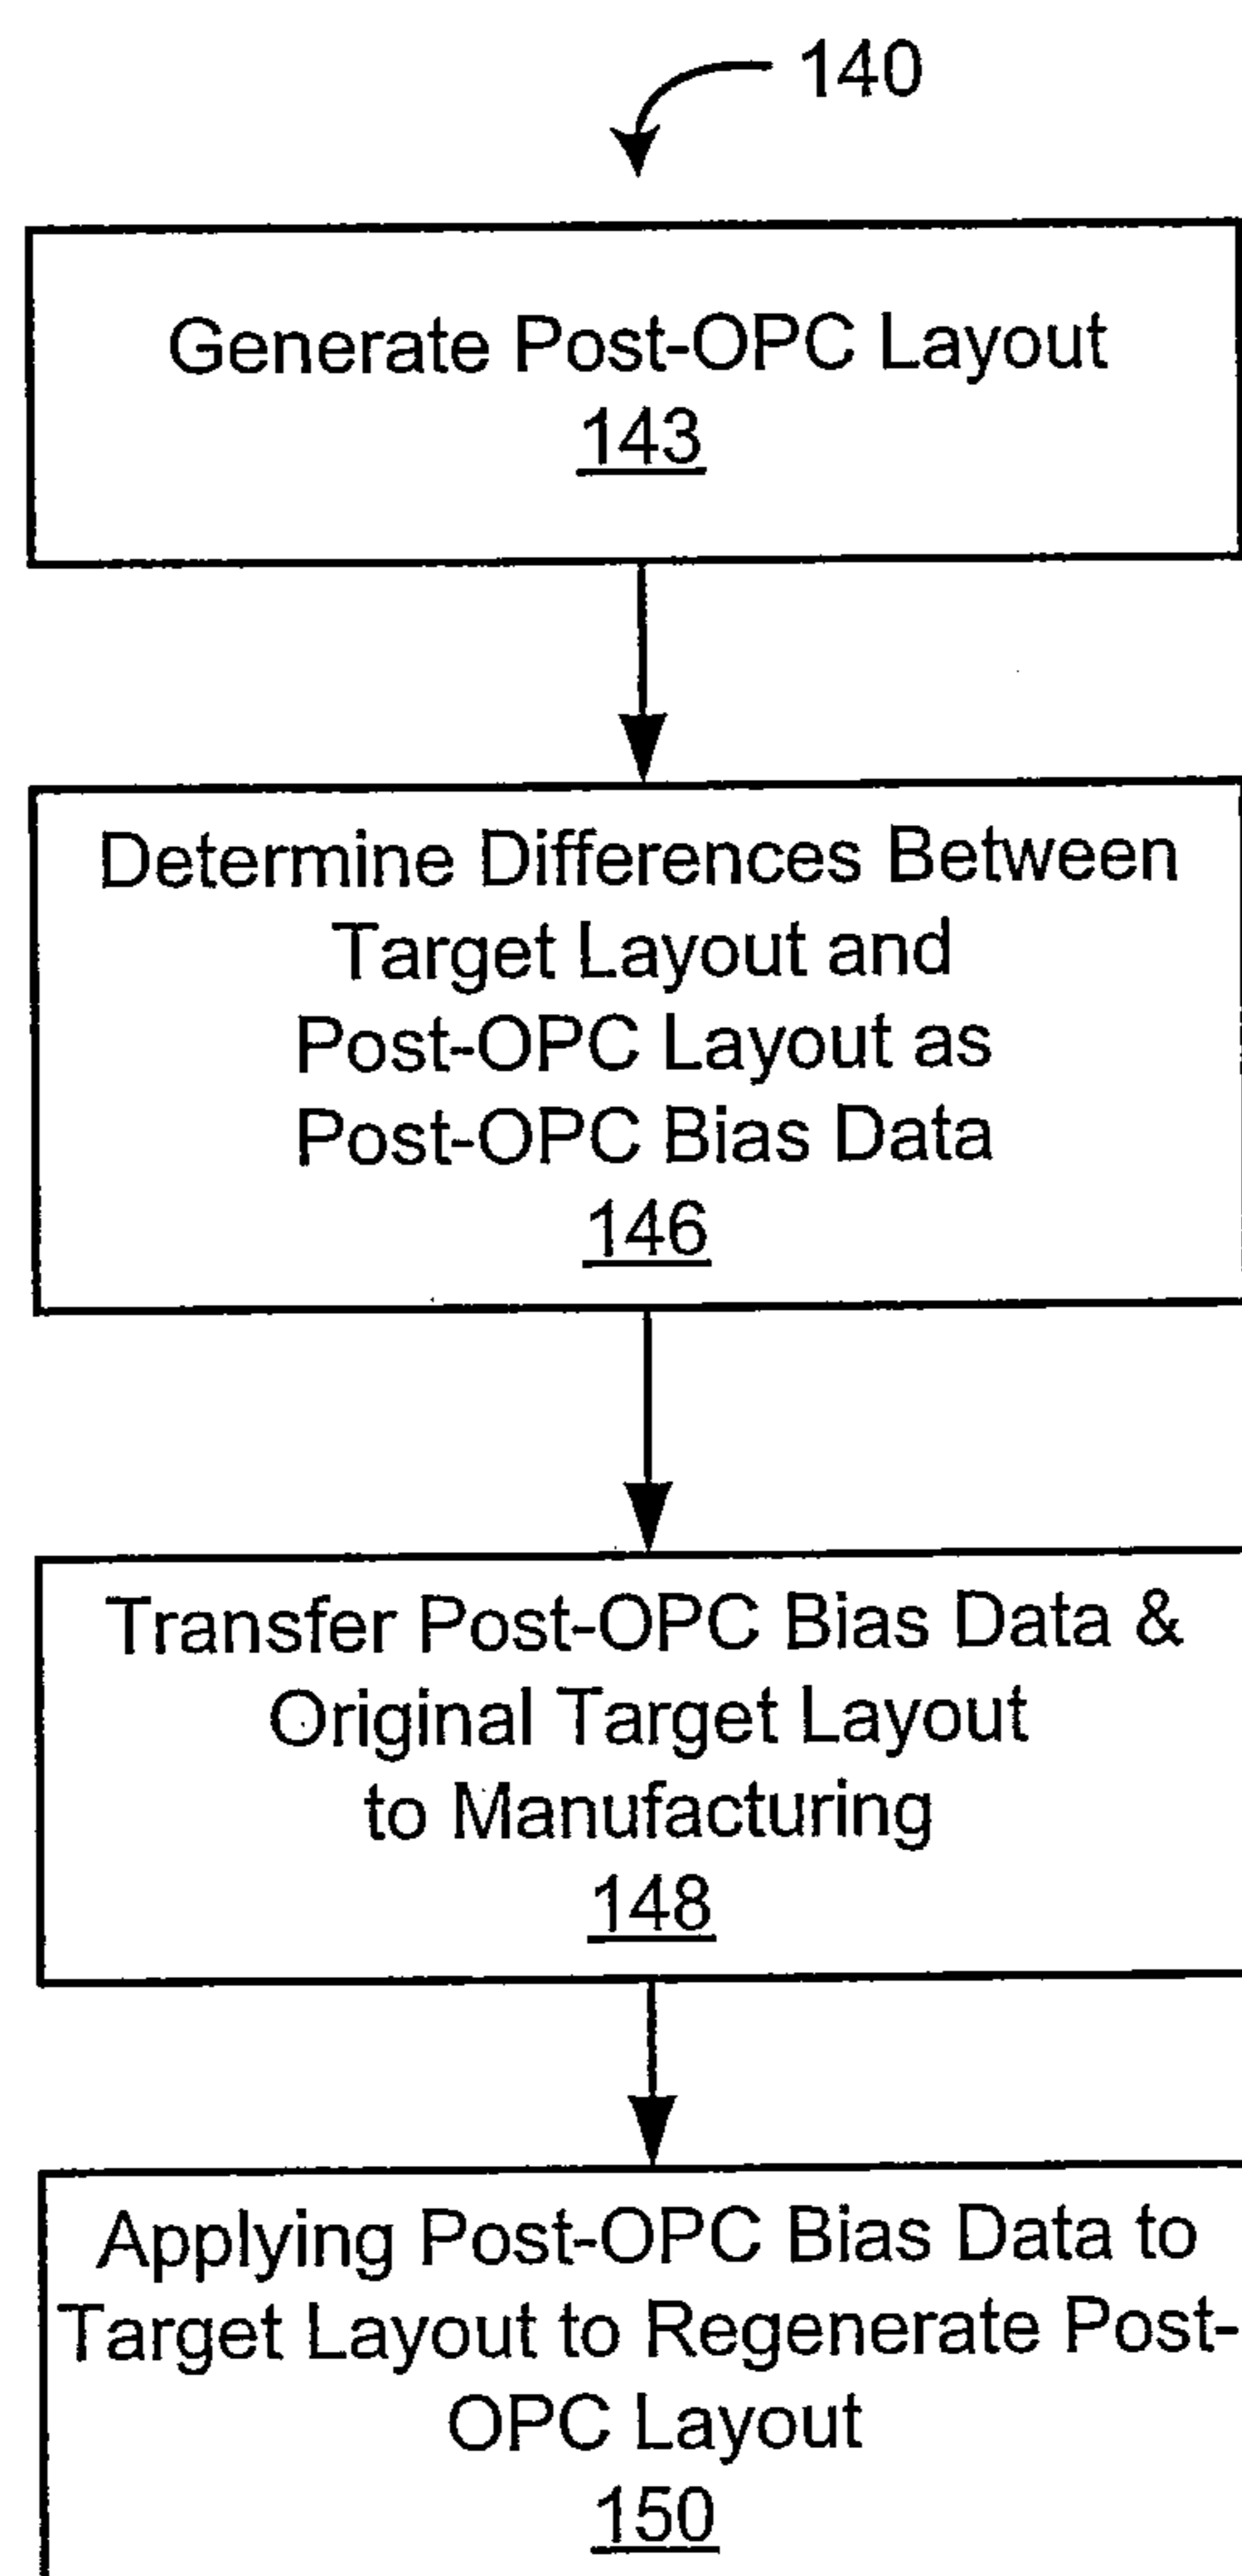 140
Generate Post-OPC Layout
143
Determine Differences Between
Target Layout and
Post-OPC Layout as
Post-OPC Bias Data
146
Transfer Post-OPC Bias Data &
Original Target Layout
to Manufacturing
148
Applying Post-OPC Bias Data to
Target Layout to Regenerate Post-
OPC Layout
150